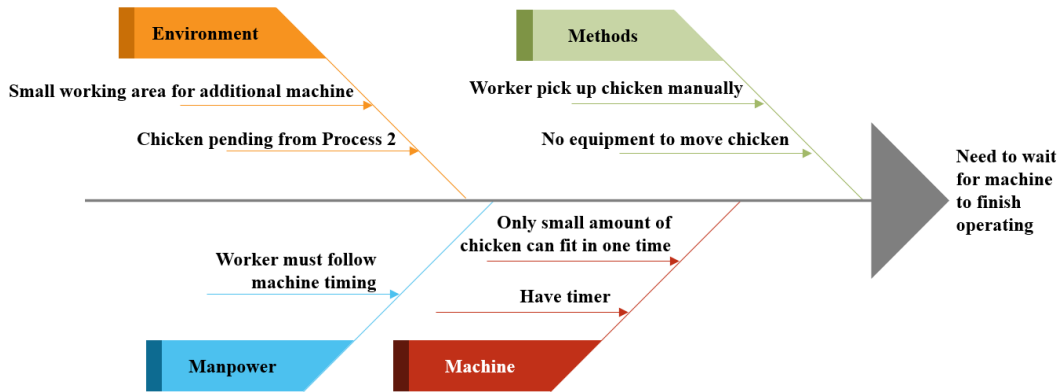 Environment
Methods
Small working area for additional machine
Worker pick up chicken manually
Chicken pending from Process 2
No equipment to move chicken
Need to wait
for machine
to finish
operating
Only small amount of
chicken can fit in one time
Worker must follow
machine timing
Have timer
Manpower
Machine